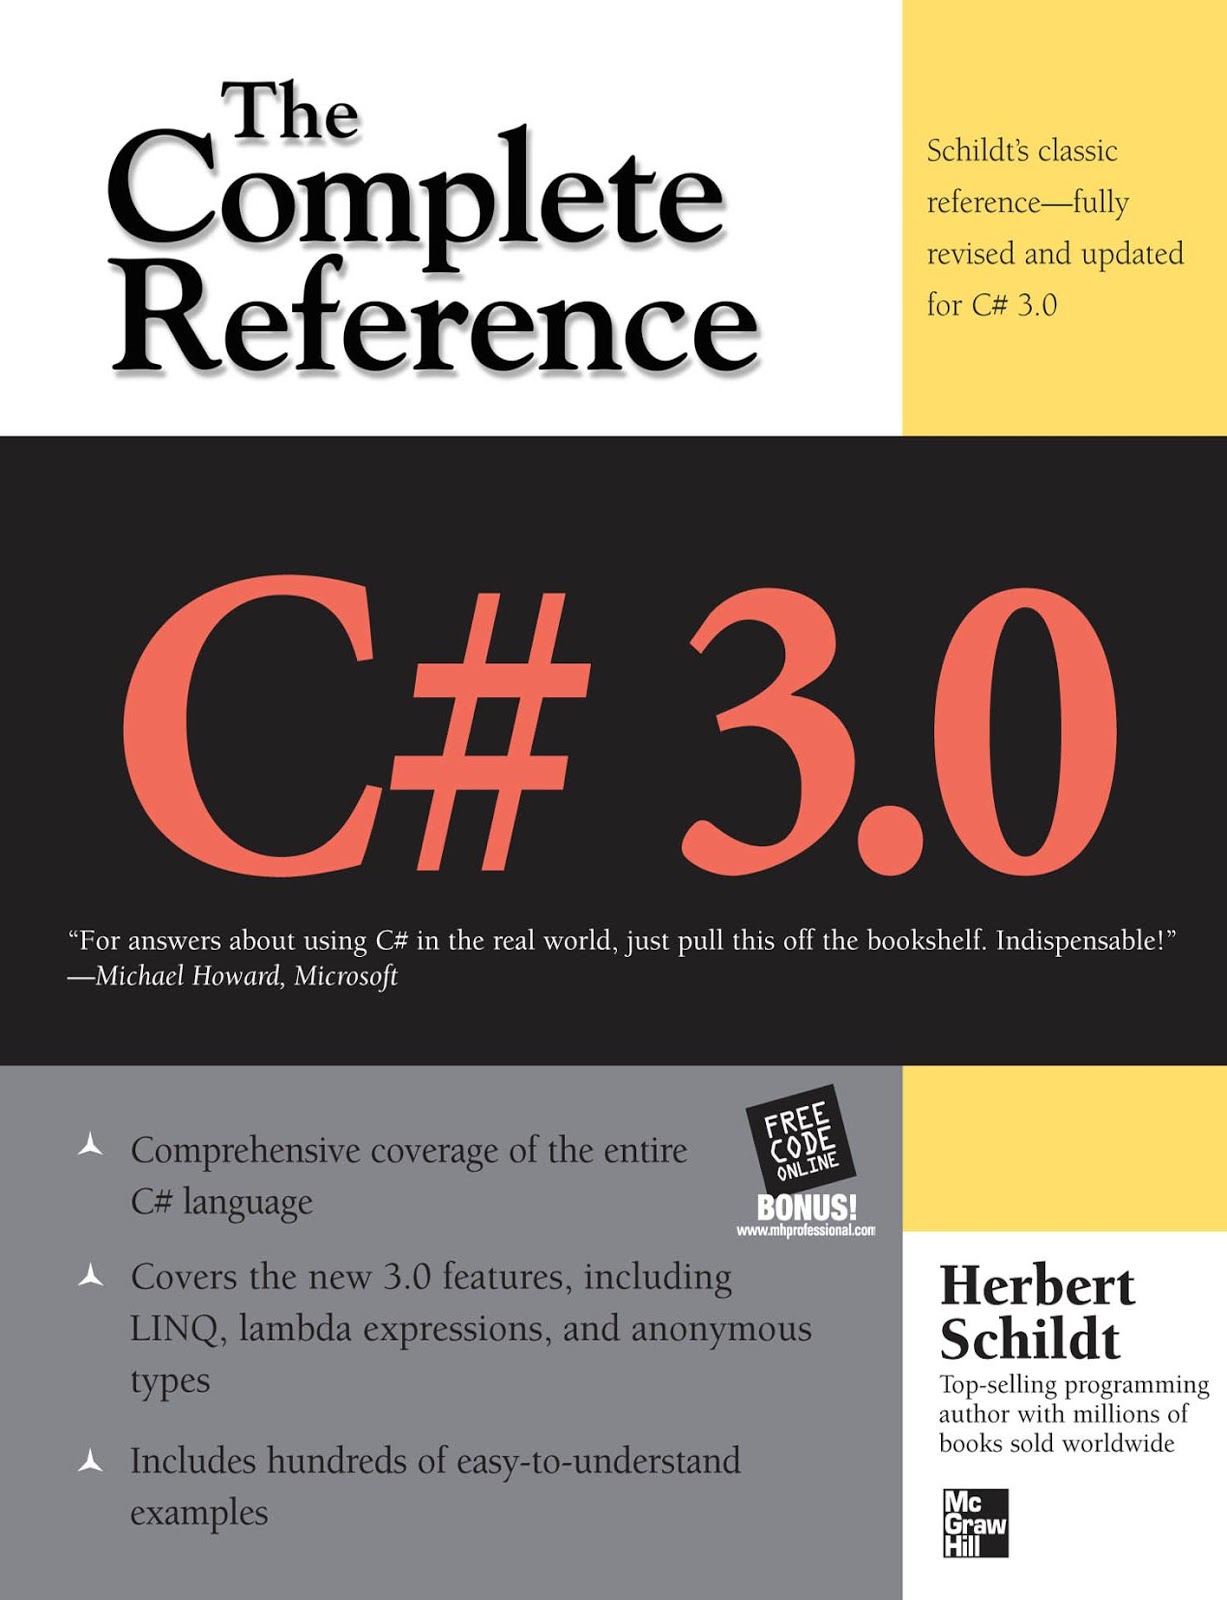 The
Complete
Reference
Schildt's classic
reference—fully
revised and updated
for C# 3.0
C# 3.0
“For answers about using C# in the real world, just pull this off the bookshelf. Indispensable!”
—Michael Howard, Microsoft
Comprehensive coverage of the entire
C# language
Covers the new 3.0 features, including
LINQ, lambda expressions, and anonymous
types
Includes hundreds of easy-to-understand
examples
FREE
CODE
ONLINE
BONUS!
www.mhprofessional.com
Herbert
Schildt
Top-selling programming
author with millions of
books sold worldwide
Mc
Graw
Hill